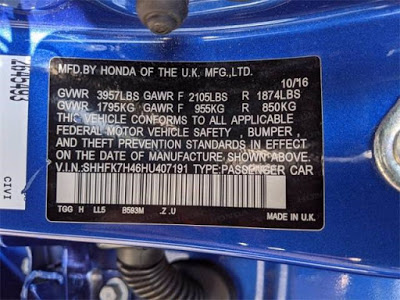 MFD.BY HONDA OF THE U.K. MFG.,LTD.
10/16
GVWR 3957LBS GAWR F 2105LBS R 1874LBS
GVWR 1795KG GAWR F 955KG R 850KG
THIS VEHICLE CONFORMS TO ALL APPLICABLE
FEDERAL MOTOR VEHICLE SAFETY , BUMPER ,
AND THEFT PREVENTION STANDARDS IN EFFECT
ON THE DATE OF MANUFACTURE SHOWN ABOVE.
V.I.N.:SHHFK7H46HU407191 TYPE:PASSENGER CAR
TGG H LL5 B593M .Z .U
MADE IN U.K.
CIVI